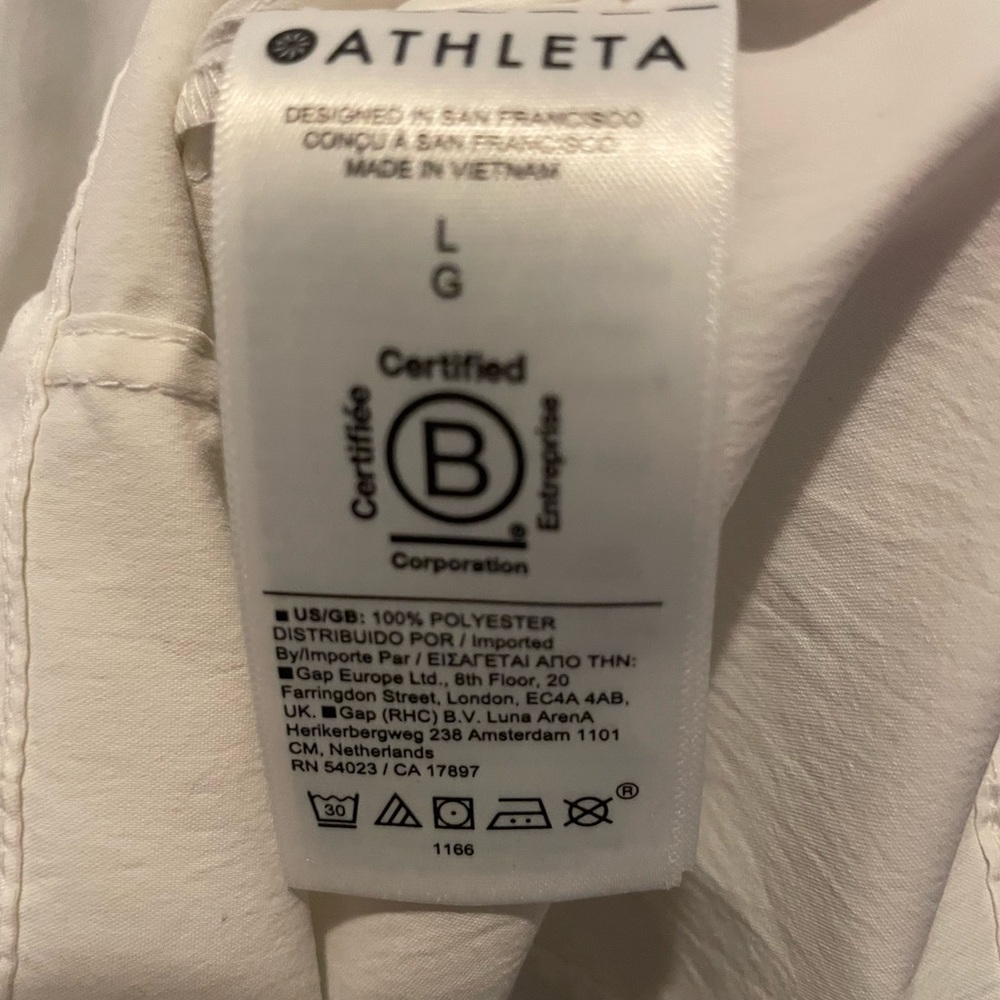 ATHLETA
DESIGNED IN SAN FRANCISCO
CONÇU À SAN FRANCISCO
MADE IN VIETNAM
L
G
Certified
Certifiée
B
Entreprise
®
Corporation
US/GB: 100% POLYESTER
DISTRIBUIDO POR / Imported
By/Importe Par / ΕΙΣΑΓΕΤΑΙ ΑΠΟ ΤΗΝ:
Gap Europe Ltd., 8th Floor, 20
Farringdon Street, London, EC4A 4AB,
UK. ■Gap (RHC) B.V. Luna ArenA
Herikerbergweg 238 Amsterdam 1101
CM, Netherlands
RN 54023 / CA 17897
30
®
1166